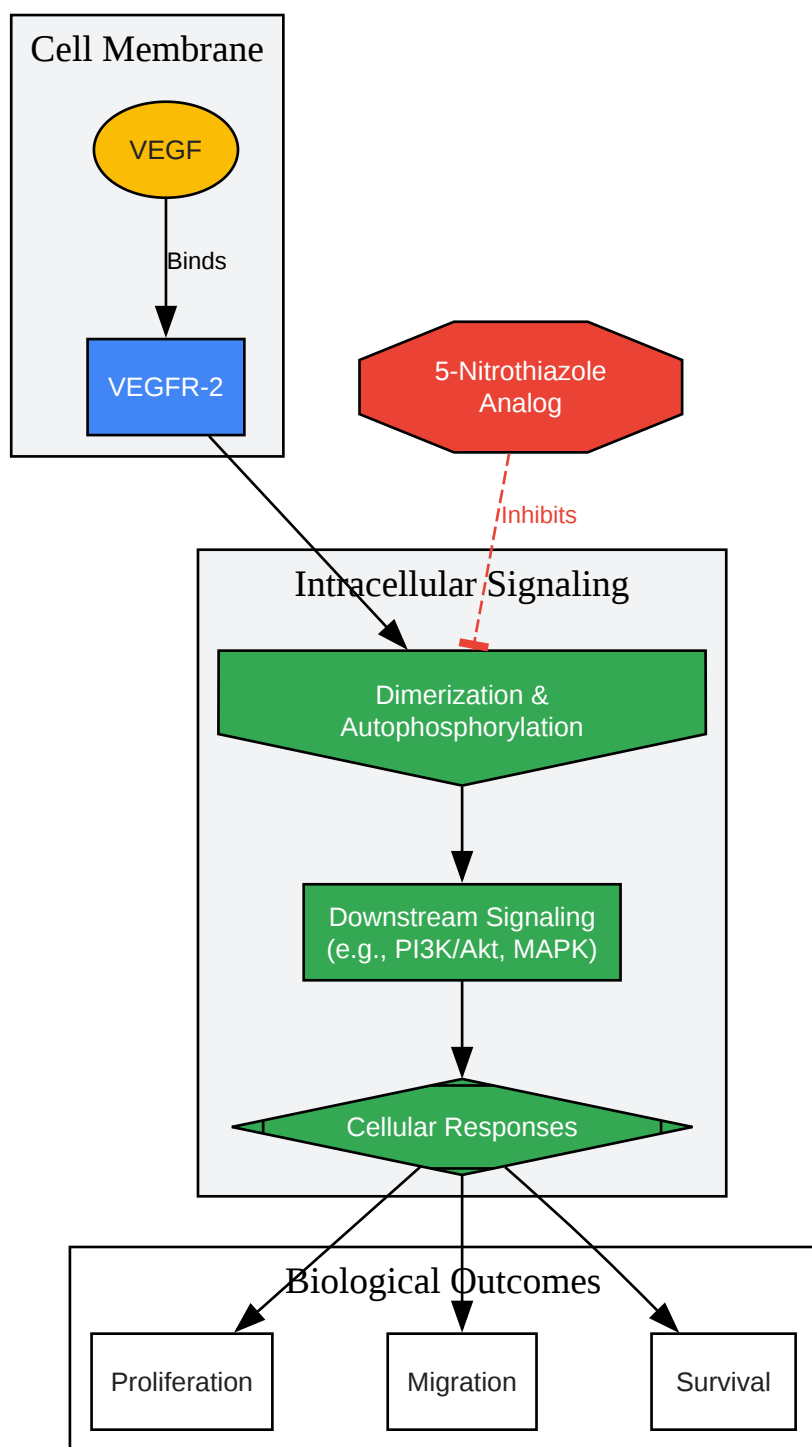 Cell Membrane
VEGF
Binds
VEGFR-2
5-Nitrothiazole
Analog
Inhibits
Intracellular Signaling
Dimerization &
Autophosphorylation
Downstream Signaling
(e.g., PI3K/Akt, MAPK)
Cellular Responses
Biological Outcomes
Proliferation
Migration
Survival